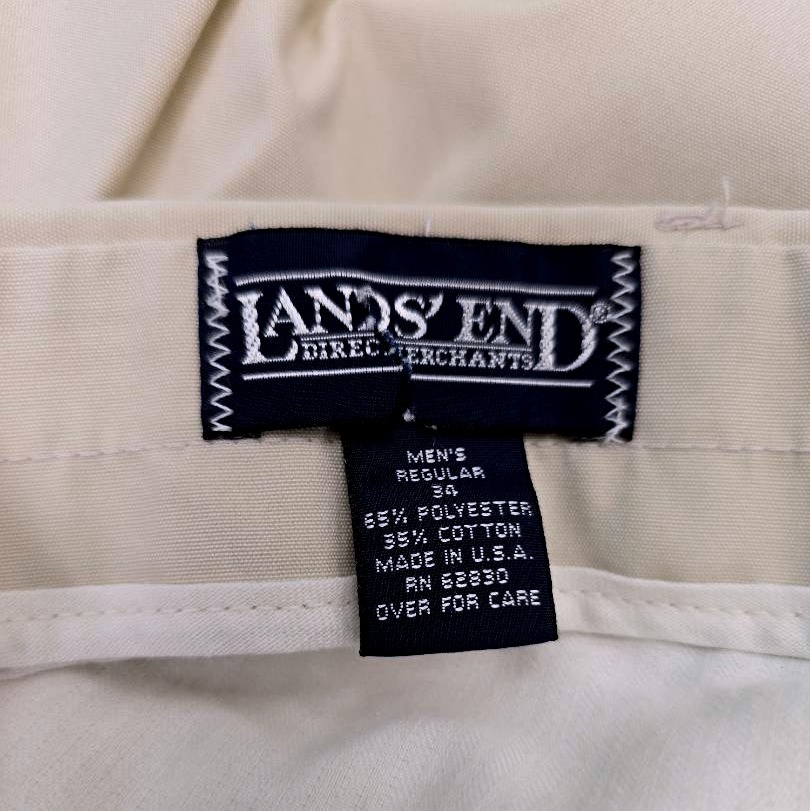 LANDS' END®
DIRECT MERCHANTS
MEN'S
REGULAR
34
65% POLYESTER
35% COTTON
MADE IN U.S.A.
RN 62830
OVER FOR CARE